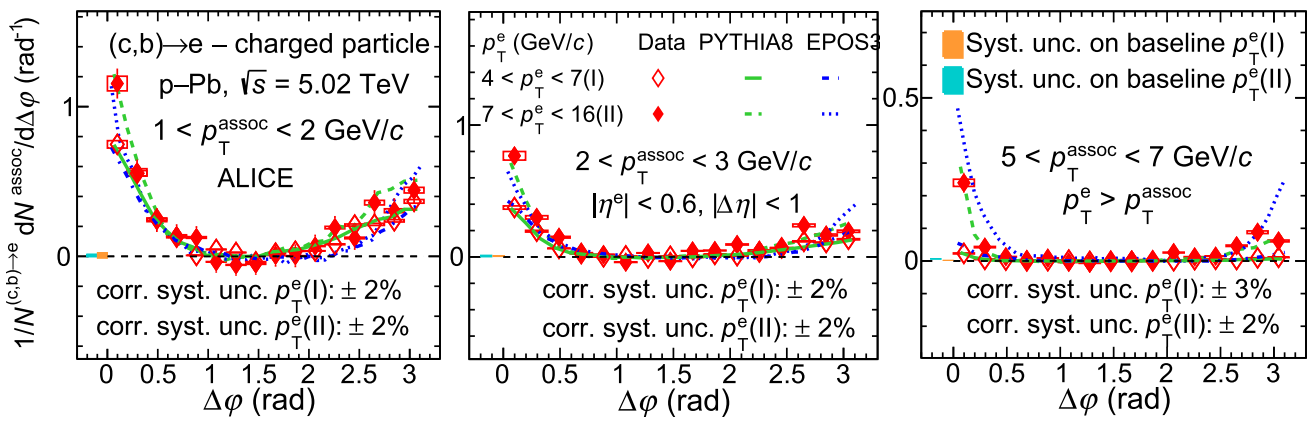 1/N^(c,b)→e dN^assoc/dΔφ (rad⁻¹)
(c,b)→e – charged particle
p–Pb, √s = 5.02 TeV
1 < p_T^assoc < 2 GeV/c
ALICE
corr. syst. unc. p_T^e(I): ± 2%
corr. syst. unc. p_T^e(II): ± 2%
1
0
0 0.5 1 1.5 2 2.5 3
Δφ (rad)
p_T^e (GeV/c) Data PYTHIA8 EPOS3
4 < p_T^e < 7(I)
7 < p_T^e < 16(II)
2 < p_T^assoc < 3 GeV/c
|η^e| < 0.6, |Δη| < 1
corr. syst. unc. p_T^e(I): ± 2%
corr. syst. unc. p_T^e(II): ± 2%
1
0
0 0.5 1 1.5 2 2.5 3
Δφ (rad)
Syst. unc. on baseline p_T^e(I)
Syst. unc. on baseline p_T^e(II)
5 < p_T^assoc < 7 GeV/c
p_T^e > p_T^assoc
corr. syst. unc. p_T^e(I): ± 3%
corr. syst. unc. p_T^e(II): ± 2%
0.5
0
0 0.5 1 1.5 2 2.5 3
Δφ (rad)